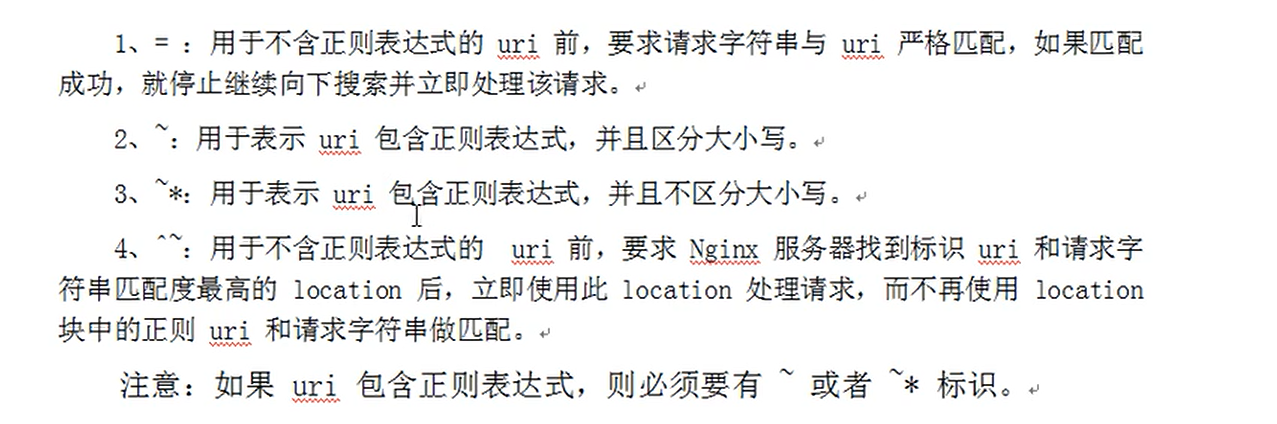 1、= ：用于不含正则表达式的 uri 前，要求请求字符串与 uri 严格匹配，如果匹配
成功，就停止继续向下搜索并立即处理该请求。
2、~：用于表示 uri 包含正则表达式，并且区分大小写。
3、~*：用于表示 uri 包含正则表达式，并且不区分大小写。
4、^~：用于不含正则表达式的 uri 前，要求 Nginx 服务器找到标识 uri 和请求字
符串匹配度最高的 location 后，立即使用此 location 处理请求，而不再使用 location
块中的正则 uri 和请求字符串做匹配。
注意：如果 uri 包含正则表达式，则必须要有 ~ 或者 ~* 标识。